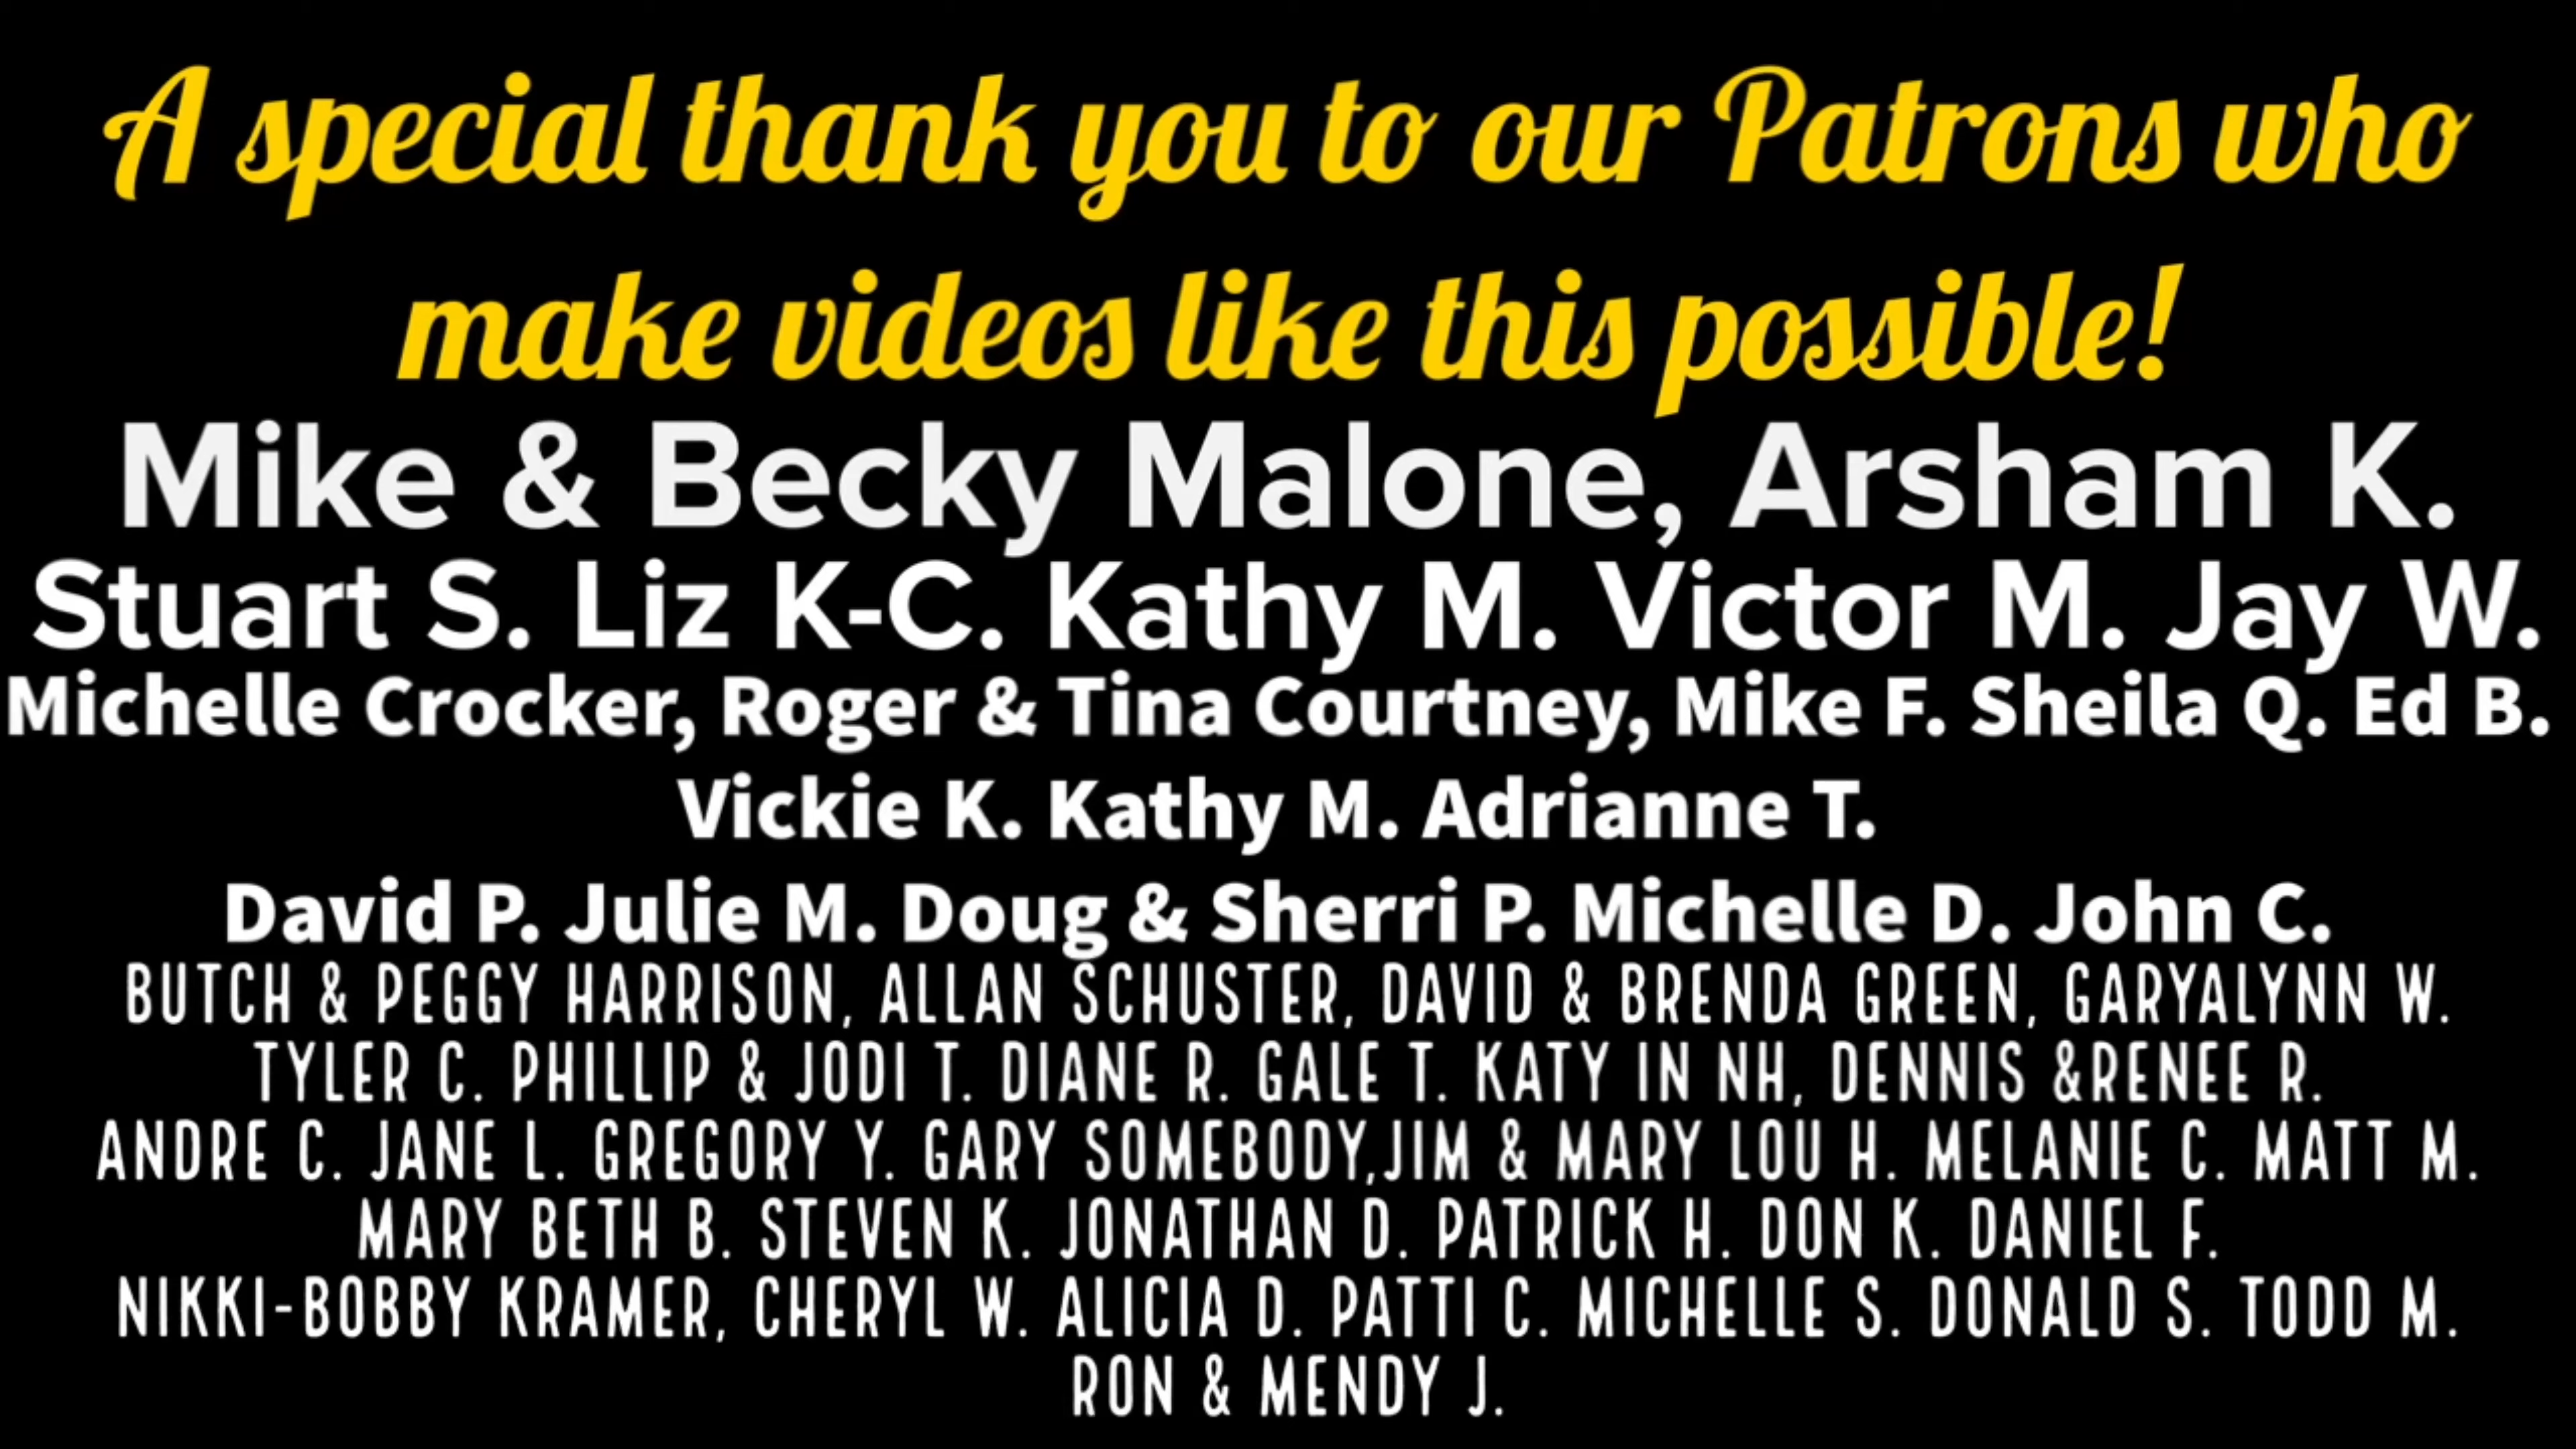 A special thank you to our Patrons who
make videos like this possible!
Mike & Becky Malone, Arsham K.
Stuart S. Liz K-C. Kathy M. Victor M. Jay W.
Michelle Crocker, Roger & Tina Courtney, Mike F. Sheila Q. Ed B.
Vickie K. Kathy M. Adrianne T.
David P. Julie M. Doug & Sherri P. Michelle D. John C.
BUTCH & PEGGY HARRISON, ALLAN SCHUSTER, DAVID & BRENDA GREEN, GARYALYNN W.
TYLER C. PHILLIP & JODI T. DIANE R. GALE T. KATY IN NH, DENNIS &RENEE R.
ANDRE C. JANE L. GREGORY Y. GARY SOMEBODY,JIM & MARY LOU H. MELANIE C. MATT M.
MARY BETH B. STEVEN K. JONATHAN D. PATRICK H. DON K. DANIEL F.
NIKKI-BOBBY KRAMER, CHERYL W. ALICIA D. PATTI C. MICHELLE S. DONALD S. TODD M.
RON & MENDY J.